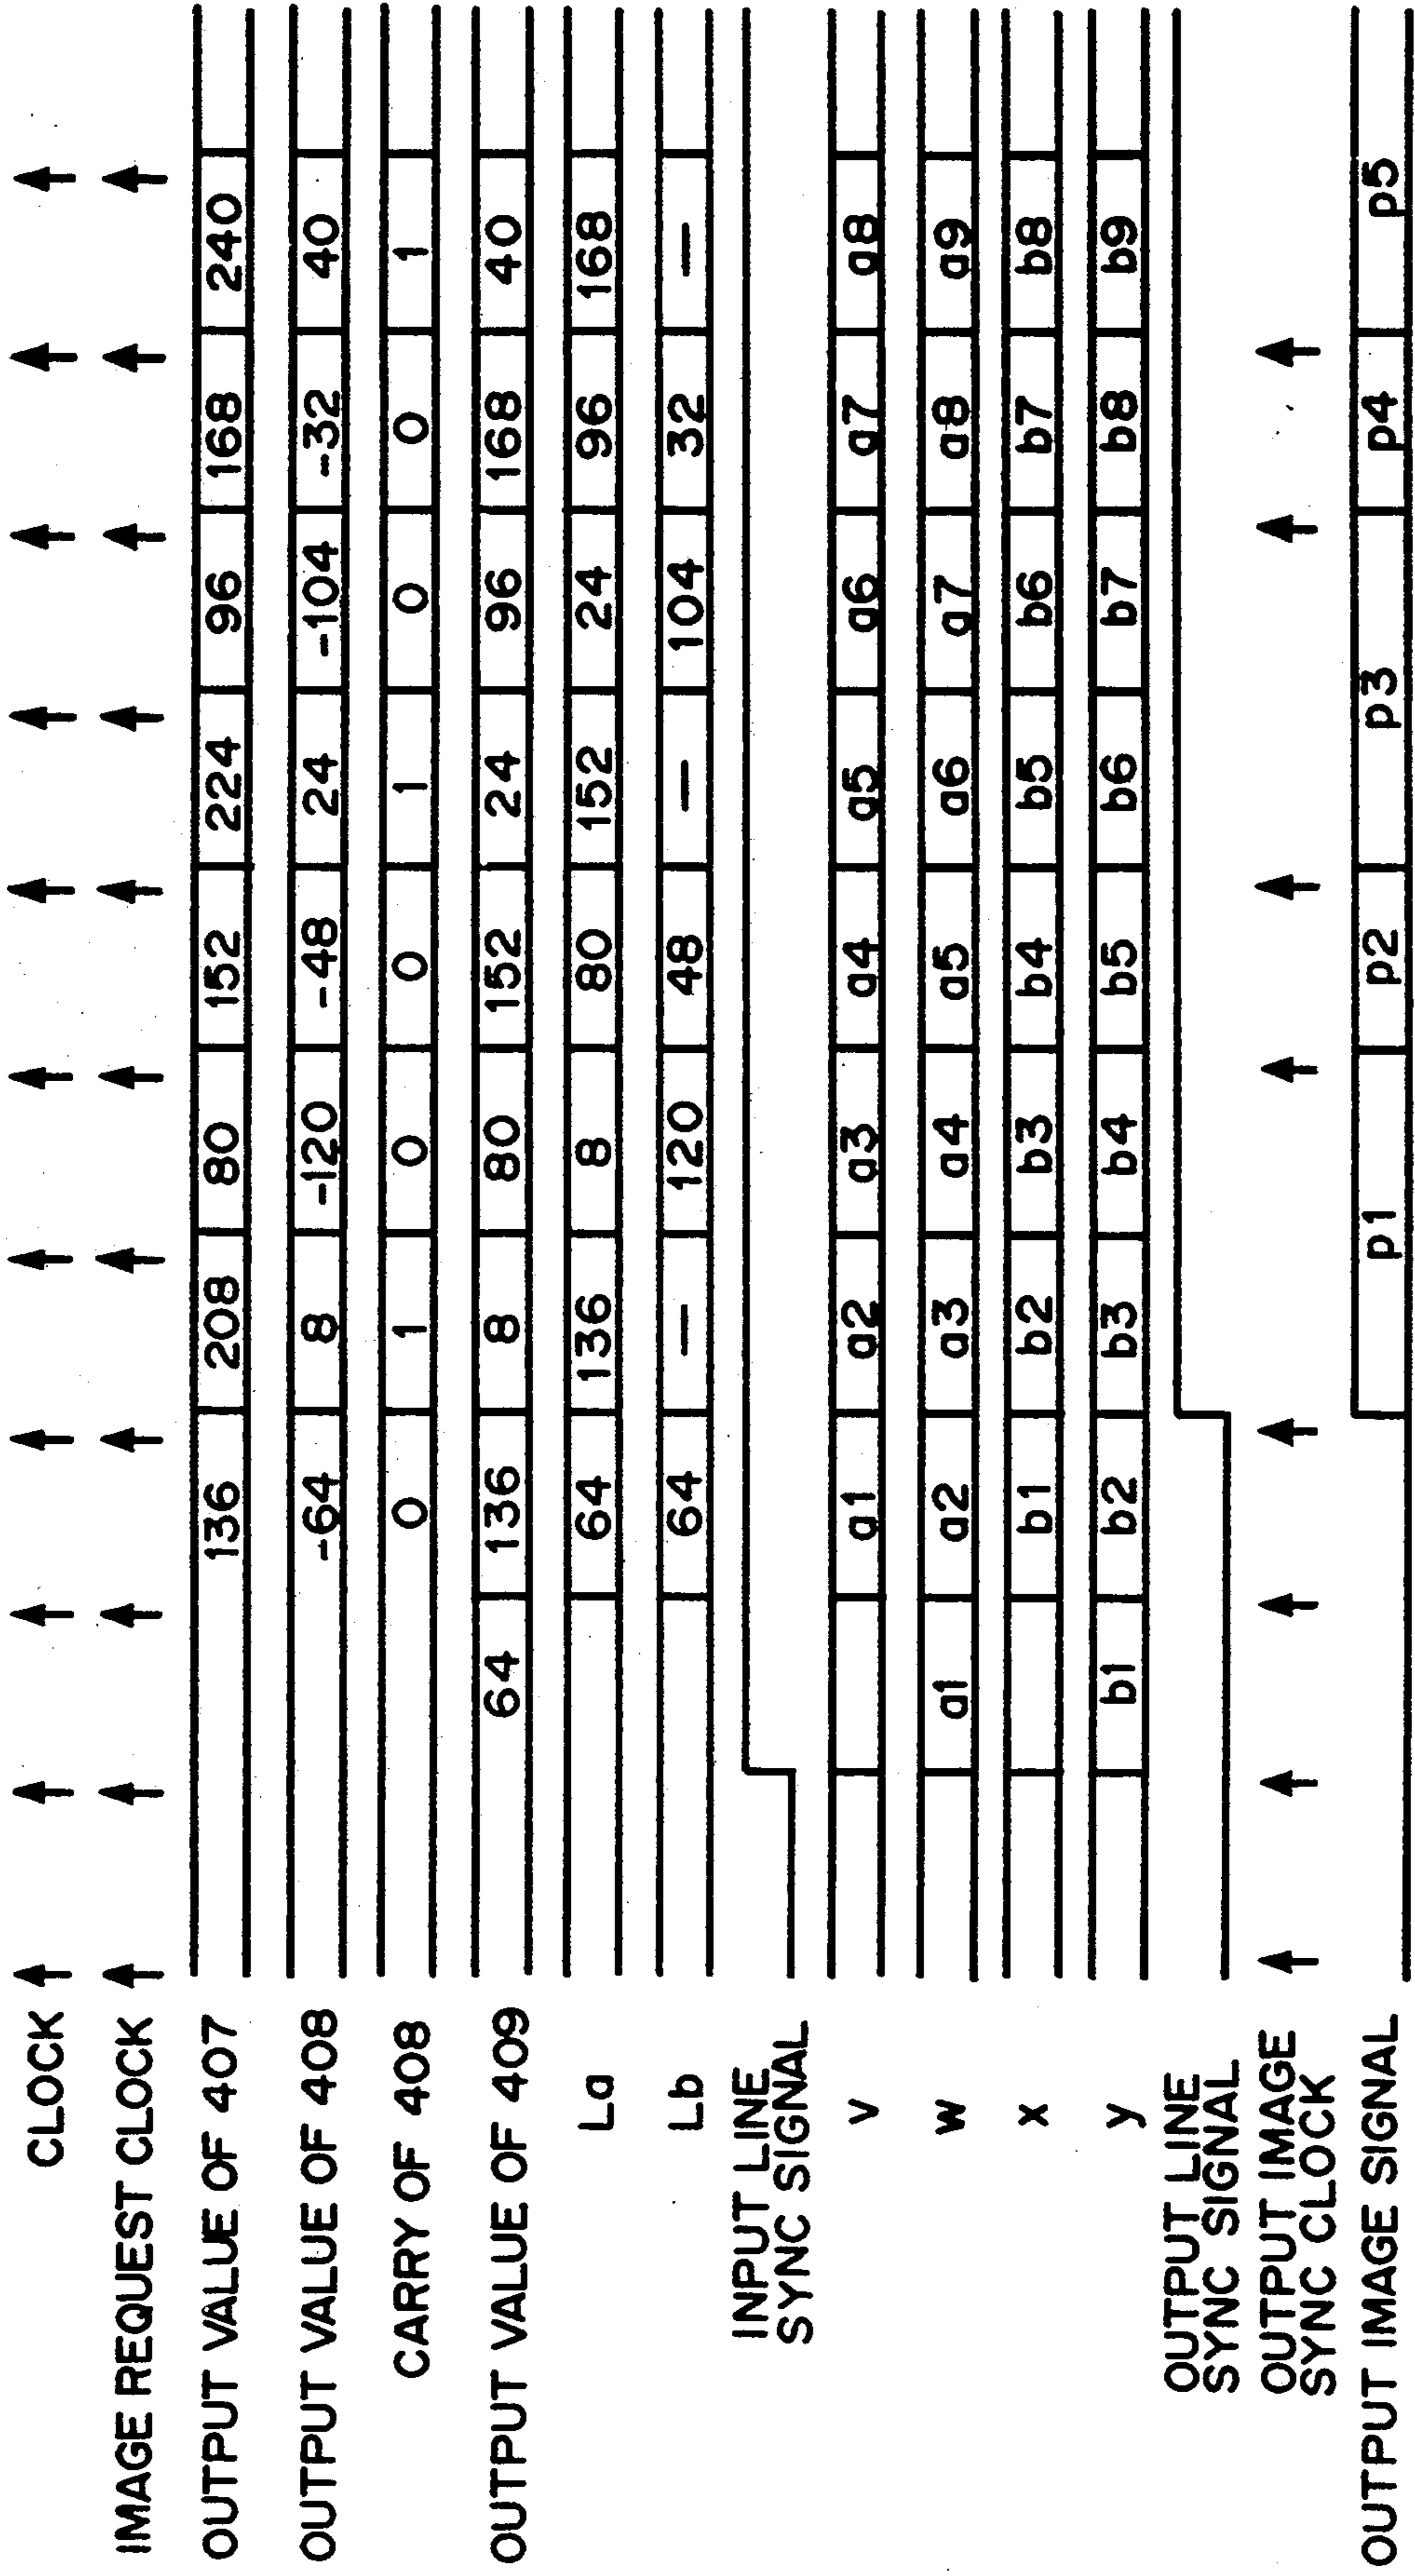 CLOCK
IMAGE REQUEST CLOCK
OUTPUT VALUE OF 407 136 208 80 152 224 96 168 240
OUTPUT VALUE OF 408 -64 8 -120 -48 24 -104 -32 40
CARRY OF 408 0 1 0 0 1 0 0 1
OUTPUT VALUE OF 409 64 136 8 80 152 24 96 168 40
La 64 136 8 80 152 24 96 168
Lb 64 — 120 48 — 104 32 —
INPUT LINE
SYNC SIGNAL
v a1 a2 a3 a4 a5 a6 a7 a8
w a1 a2 a3 a4 a5 a6 a7 a8 a9
x b1 b2 b3 b4 b5 b6 b7 b8
y b1 b2 b3 b4 b5 b6 b7 b8 b9
OUTPUT LINE
SYNC SIGNAL
OUTPUT IMAGE
SYNC CLOCK
OUTPUT IMAGE SIGNAL p1 p2 p3 p4 p5